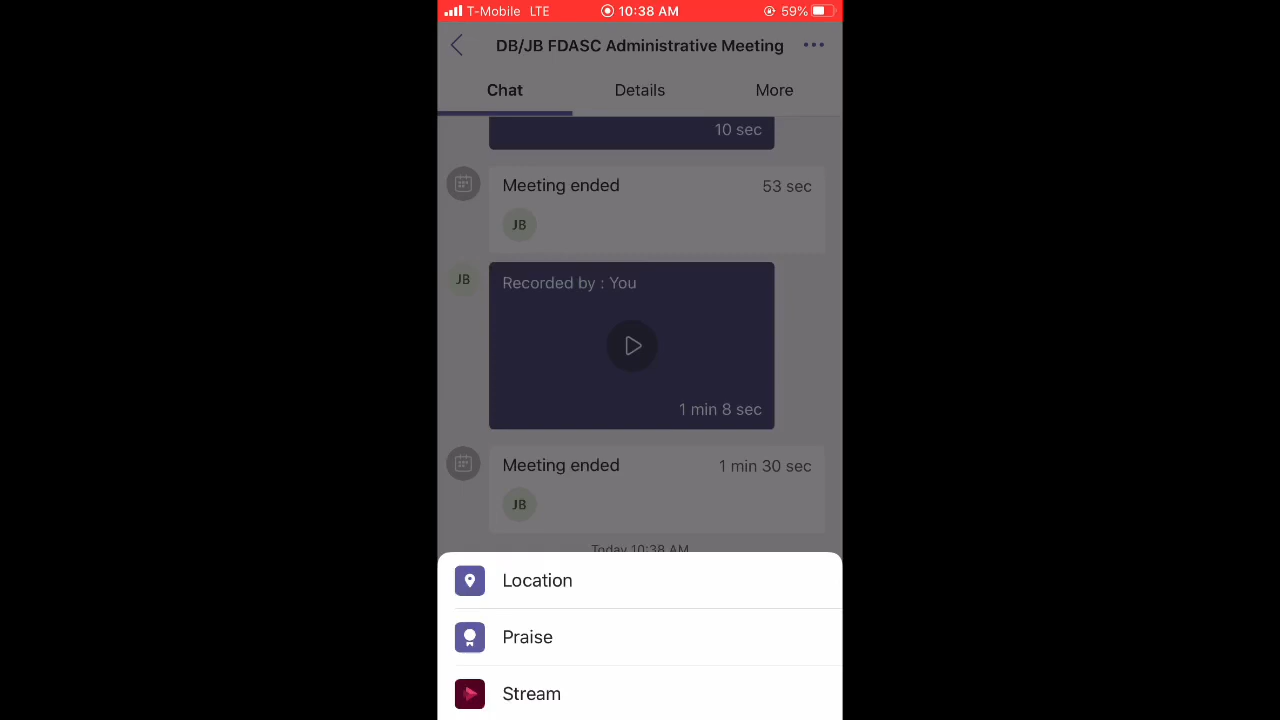 T-Mobile LTE 10:38 AM 59%
DB/JB FDASC Administrative Meeting
Chat Details More
10 sec
Meeting ended 53 sec
JB
JB
Recorded by : You
1 min 8 sec
Meeting ended 1 min 30 sec
JB
Today 10:38 AM
Location
Praise
Stream